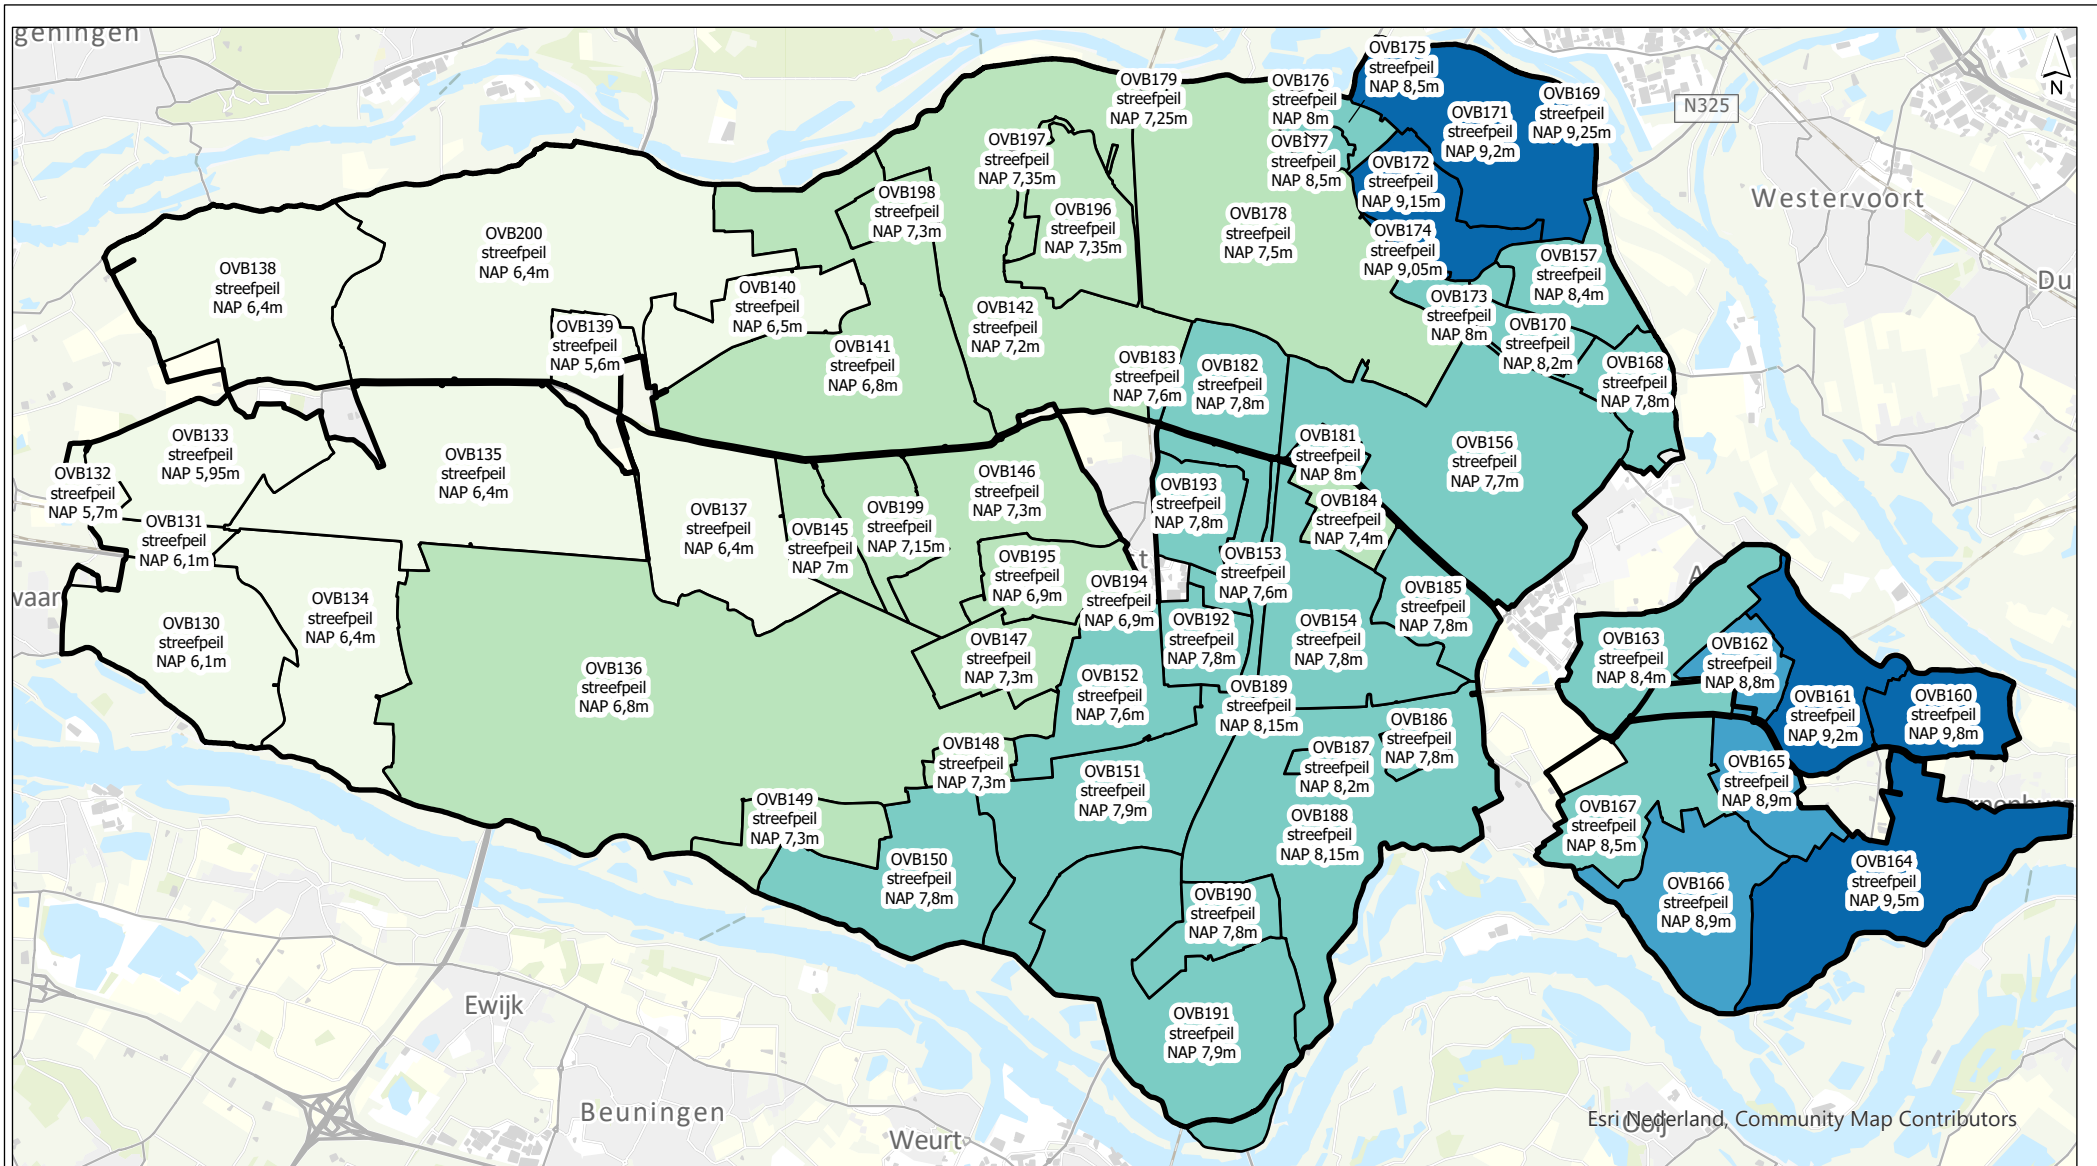 geningen
OVB175
streefpeil
NAP 8,5m
OVB179
streefpeil
NAP 7,25m
OVB176
streefpeil
NAP 8m
OVB169
streefpeil
NAP 9,25m
N325
N
OVB171
streefpeil
NAP 9,2m
OVB197
streefpeil
NAP 7,35m
OVB177
streefpeil
NAP 8,5m
OVB172
streefpeil
NAP 9,15m
Westervoort
OVB198
streefpeil
NAP 7,3m
OVB196
streefpeil
NAP 7,35m
OVB178
streefpeil
NAP 7,5m
OVB174
streefpeil
NAP 9,05m
OVB200
streefpeil
NAP 6,4m
OVB138
streefpeil
NAP 6,4m
OVB157
streefpeil
NAP 8,4m
Du
OVB140
streefpeil
NAP 6,5m
OVB142
streefpeil
NAP 7,2m
OVB173
streefpeil
NAP 8m
OVB139
streefpeil
NAP 5,6m
OVB170
streefpeil
NAP 8,2m
OVB141
streefpeil
NAP 6,8m
OVB183
streefpeil
NAP 7,6m
OVB182
streefpeil
NAP 7,8m
OVB168
streefpeil
NAP 7,8m
OVB133
streefpeil
NAP 5,95m
OVB135
streefpeil
NAP 6,4m
OVB181
streefpeil
NAP 8m
OVB156
streefpeil
NAP 7,7m
OVB132
streefpeil
NAP 5,7m
OVB146
streefpeil
NAP 7,3m
OVB193
streefpeil
NAP 7,8m
OVB184
streefpeil
NAP 7,4m
OVB131
streefpeil
NAP 6,1m
OVB137
streefpeil
NAP 6,4m
OVB145
streefpeil
NAP 7m
OVB199
streefpeil
NAP 7,15m
OVB195
streefpeil
NAP 6,9m
st
OVB153
streefpeil
NAP 7,6m
A
vaar
OVB194
streefpeil
NAP 6,9m
OVB185
streefpeil
NAP 7,8m
OVB134
streefpeil
NAP 6,4m
OVB130
streefpeil
NAP 6,1m
OVB192
streefpeil
NAP 7,8m
OVB154
streefpeil
NAP 7,8m
OVB147
streefpeil
NAP 7,3m
OVB163
streefpeil
NAP 8,4m
OVB162
streefpeil
NAP 8,8m
OVB136
streefpeil
NAP 6,8m
OVB152
streefpeil
NAP 7,6m
OVB189
streefpeil
NAP 8,15m
OVB161
streefpeil
NAP 9,2m
OVB160
streefpeil
NAP 9,8m
OVB186
streefpeil
NAP 7,8m
OVB148
streefpeil
NAP 7,3m
OVB187
streefpeil
NAP 8,2m
OVB151
streefpeil
NAP 7,9m
OVB165
streefpeil
NAP 8,9m
OVB149
streefpeil
NAP 7,3m
OVB188
streefpeil
NAP 8,15m
OVB167
streefpeil
NAP 8,5m
OVB150
streefpeil
NAP 7,8m
OVB164
streefpeil
NAP 9,5m
OVB166
streefpeil
NAP 8,9m
OVB190
streefpeil
NAP 7,8m
Ewijk
OVB191
streefpeil
NAP 7,9m
Beuningen
Weurt
Esri Nederland, Community Map Contributors
Ooij